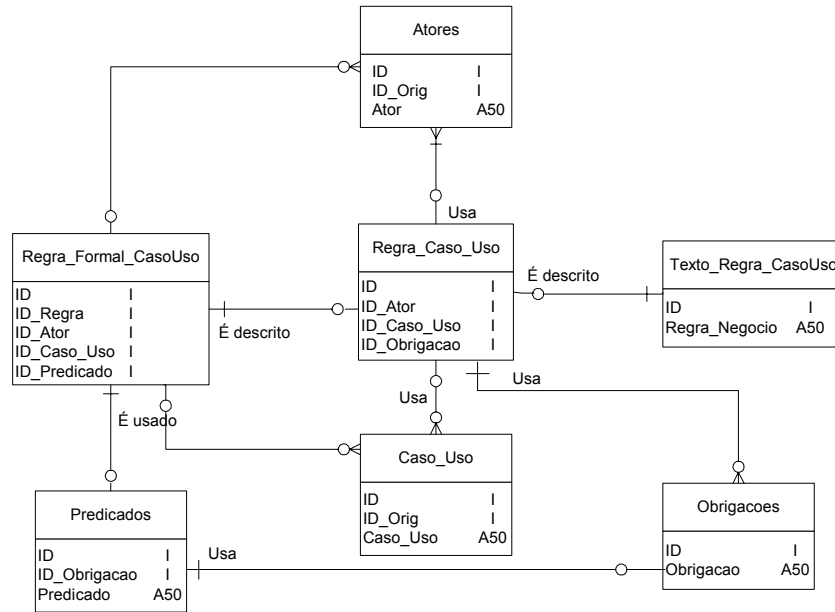 Atores
ID I
ID_Orig I
Ator A50
Usa
Regra_Formal_CasoUso
ID I
ID_Regra I
ID_Ator I
ID_Caso_Uso I
ID_Predicado I
É descrito
Regra_Caso_Uso
ID I
ID_Ator I
ID_Caso_Uso I
ID_Obrigacao I
É descrito
Texto_Regra_CasoUso
ID I
Regra_Negocio A50
É usado
Usa
Usa
Caso_Uso
ID I
ID_Orig I
Caso_Uso A50
Predicados
ID I
ID_Obrigacao I
Predicado A50
Usa
Obrigacoes
ID I
Obrigacao A50